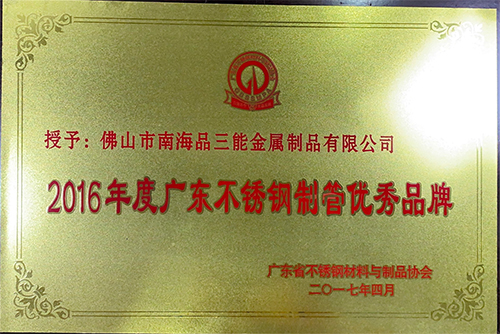 授予：佛山市南海品三能金属制品有限公司
2016年度广东不锈钢制管优秀品牌
广东省不锈钢材料与制品协会
二〇一七年四月